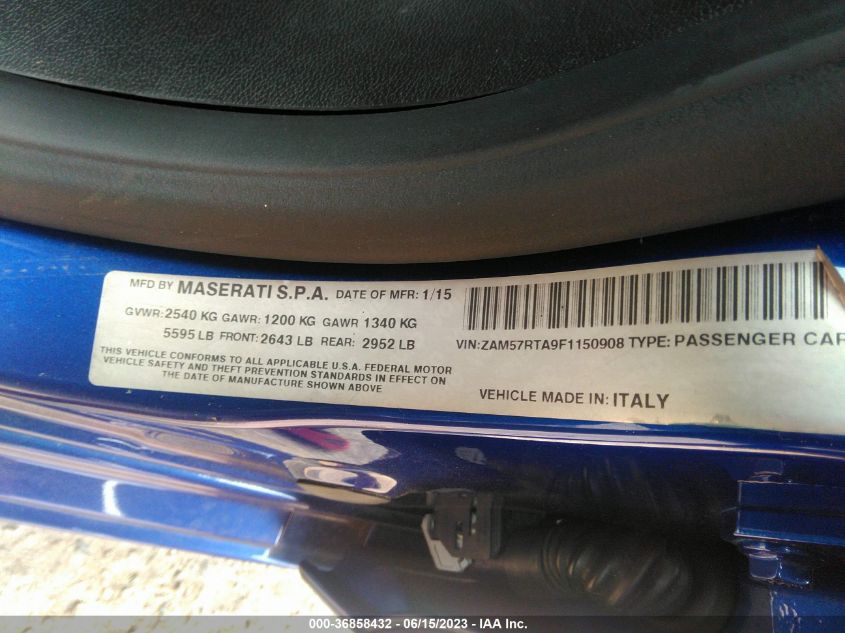 MFD BY MASERATI S.P.A. DATE OF MFR: 1/15
GVWR: 2540 KG GAWR: 1200 KG GAWR 1340 KG
5595 LB FRONT: 2643 LB REAR: 2952 LB
THIS VEHICLE CONFORMS TO ALL APPLICABLE U.S.A. FEDERAL MOTOR
VEHICLE SAFETY AND THEFT PREVENTION STANDARDS IN EFFECT ON
THE DATE OF MANUFACTURE SHOWN ABOVE
VIN:ZAM57RTA9F1150908 TYPE: PASSENGER CAR
VEHICLE MADE IN: ITALY
000-36858432 - 06/15/2023 - IAA Inc.